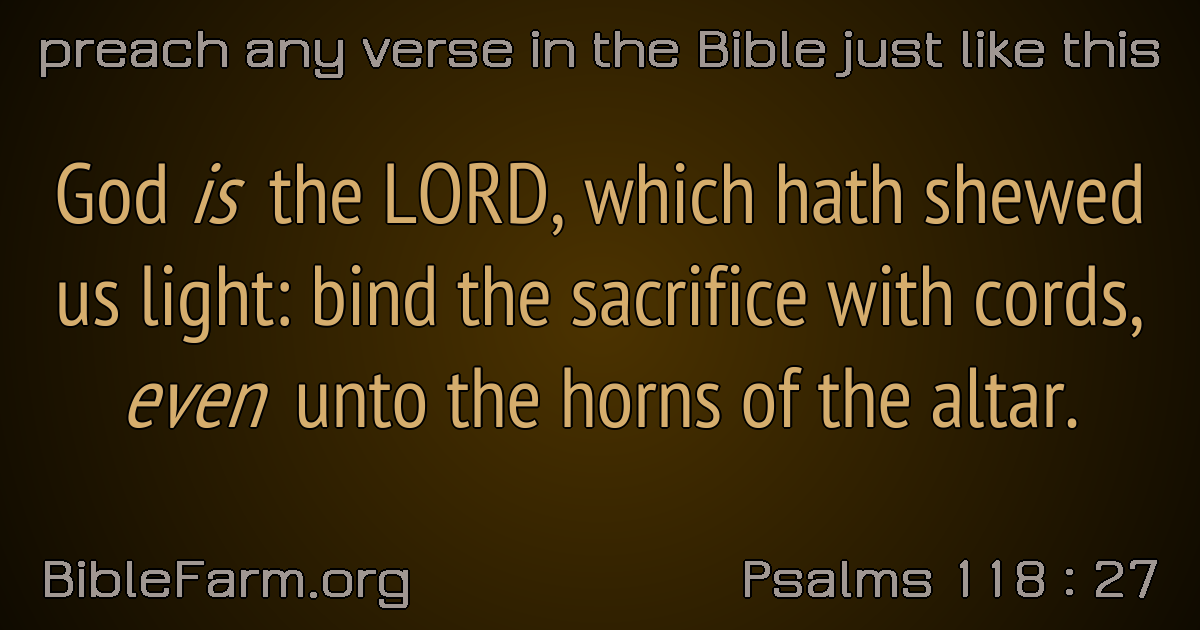 preach any verse in the Bible just like this
God is the LORD, which hath shewed
us light: bind the sacrifice with cords,
even unto the horns of the altar.
BibleFarm.org
Psalms 118 : 27